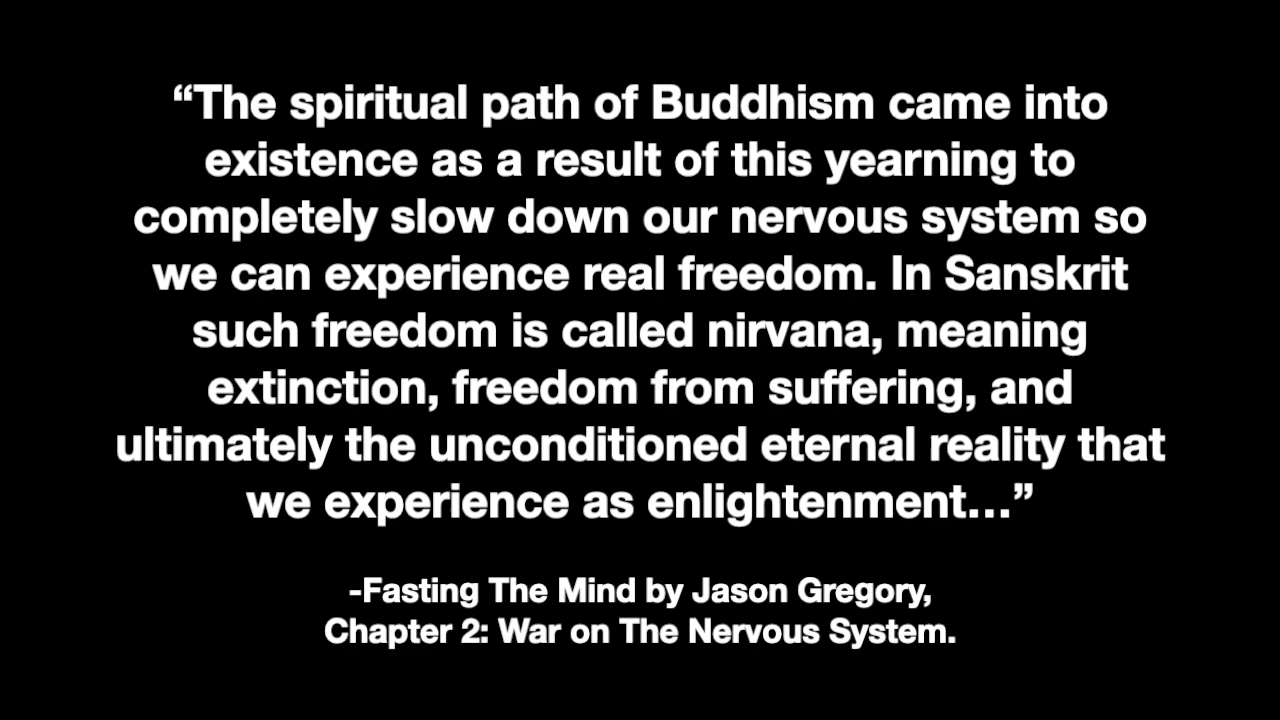 “The spiritual path of Buddhism came into
existence as a result of this yearning to
completely slow down our nervous system so
we can experience real freedom. In Sanskrit
such freedom is called nirvana, meaning
extinction, freedom from suffering, and
ultimately the unconditioned eternal reality that
we experience as enlightenment…”
-Fasting The Mind by Jason Gregory,
Chapter 2: War on The Nervous System.